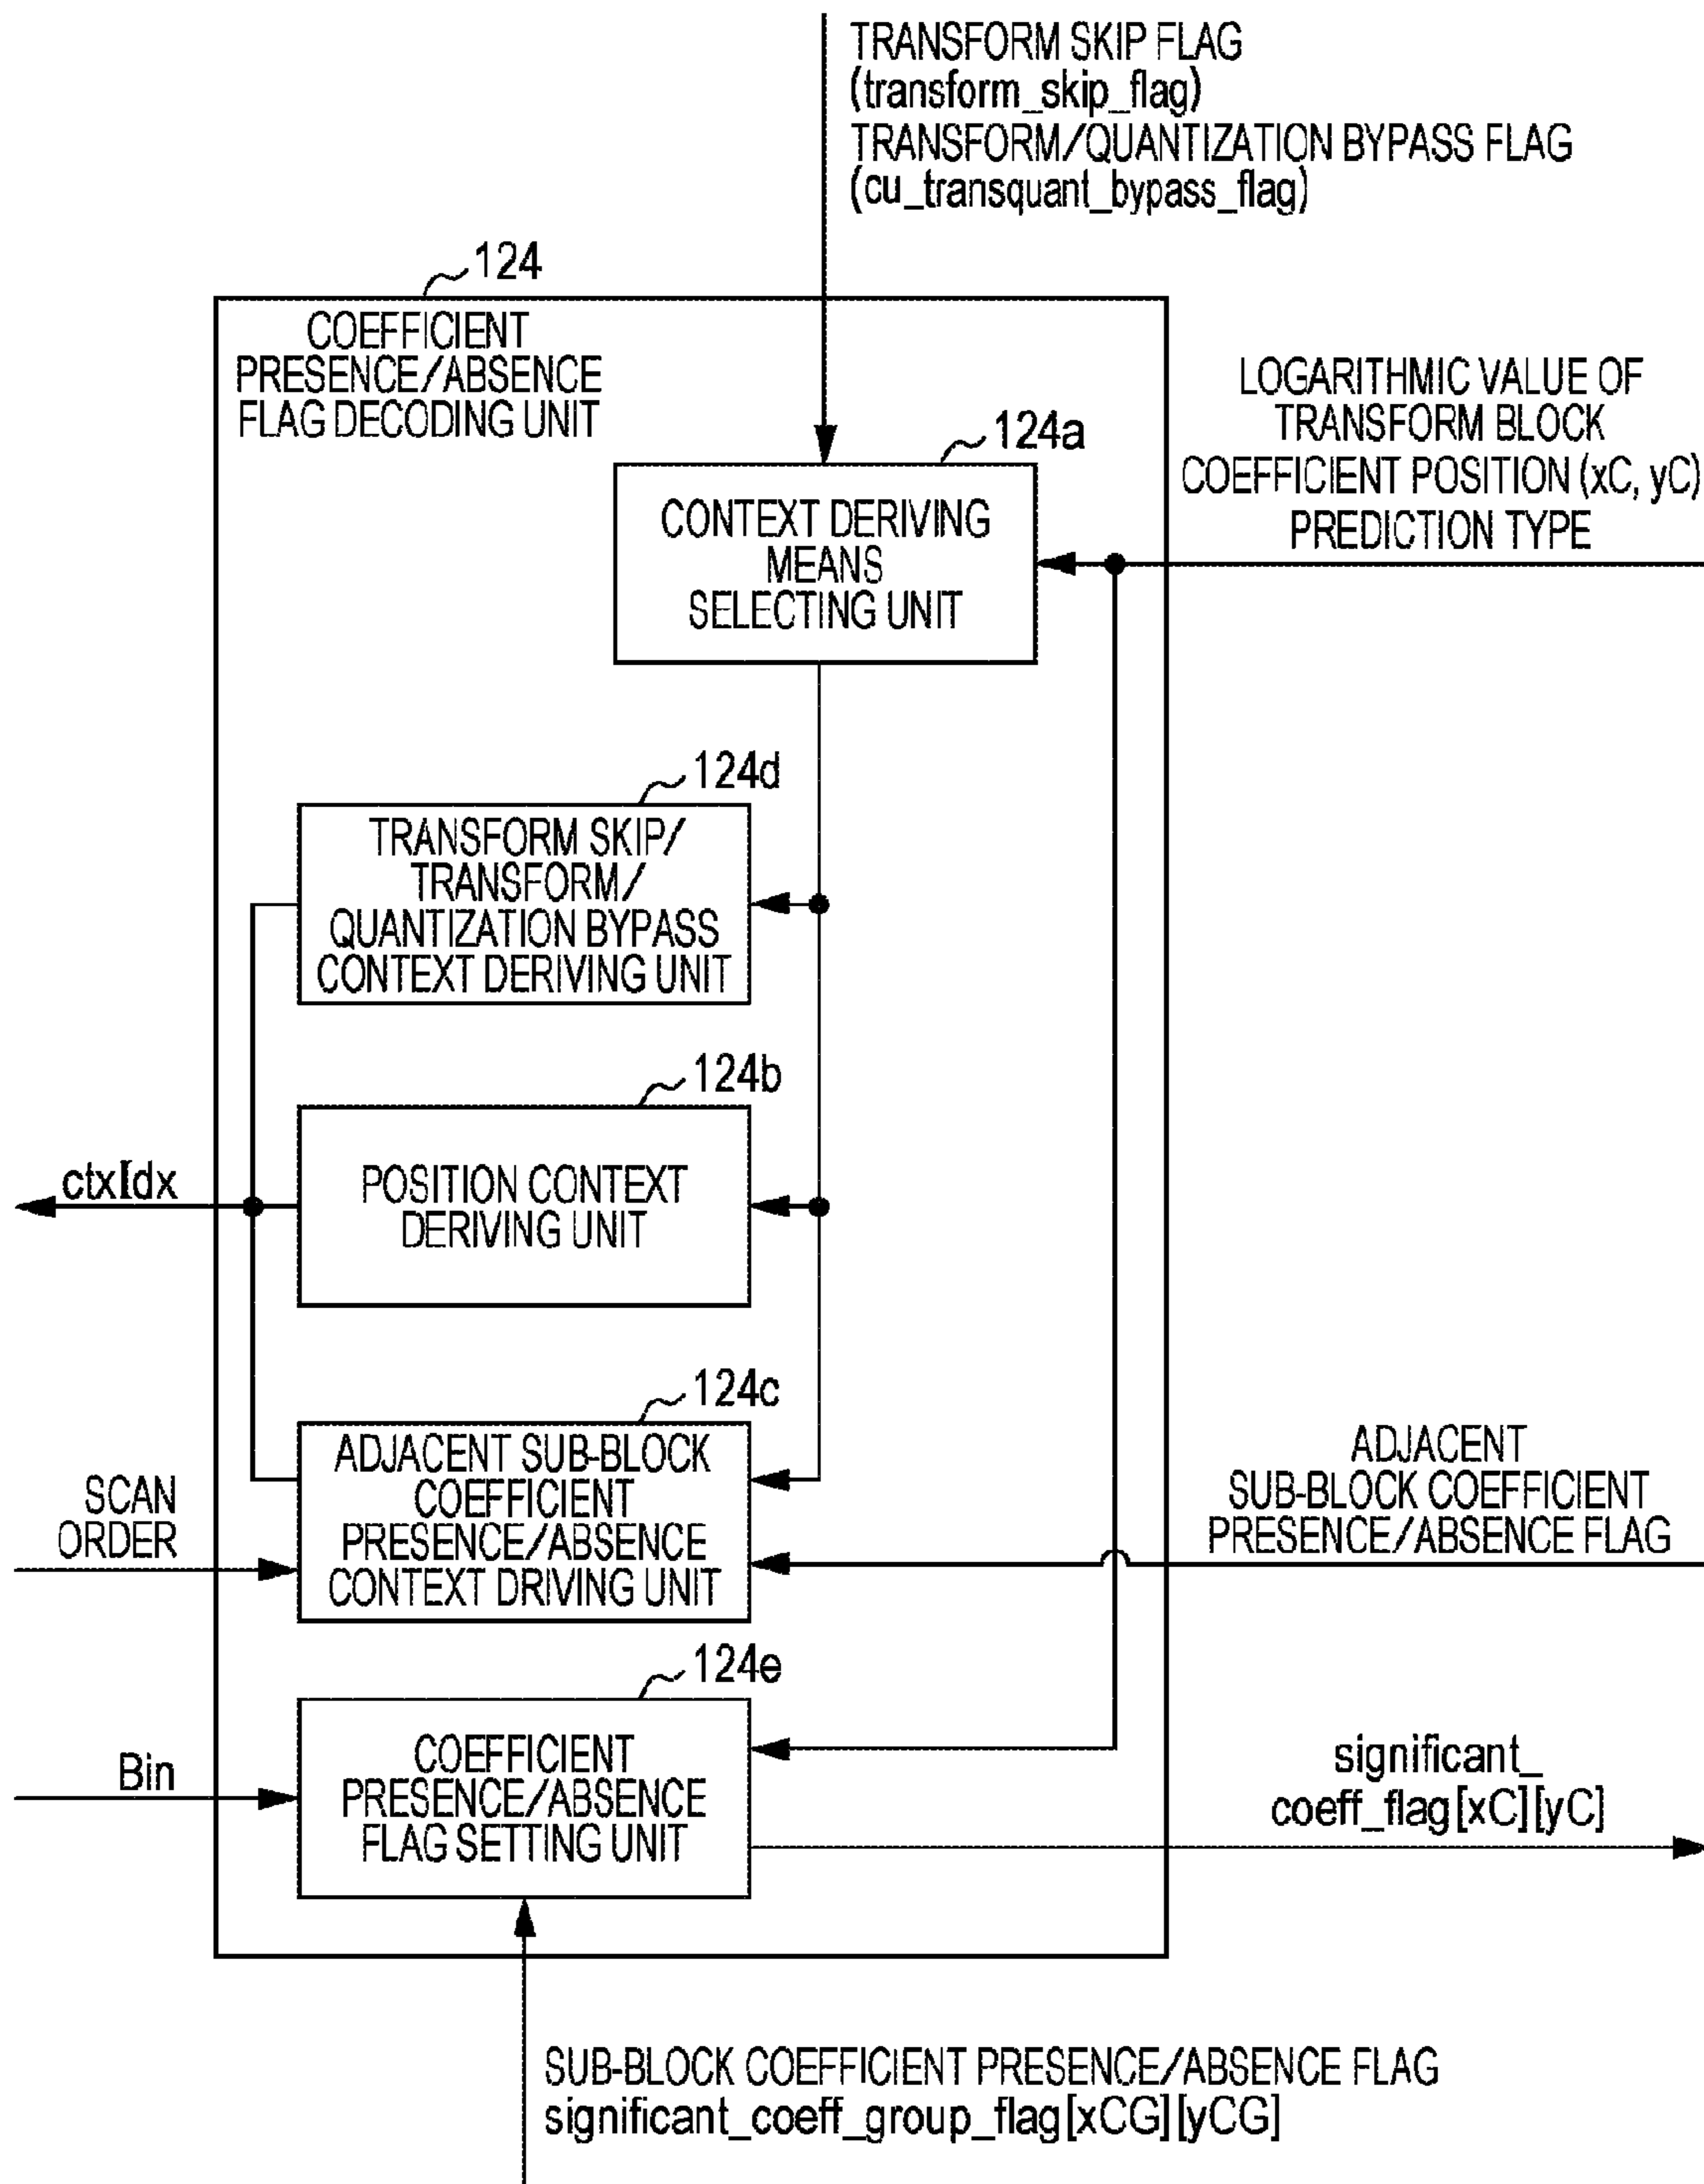 TRANSFORM SKIP FLAG
(transform_skip_flag)
TRANSFORM/QUANTIZATION BYPASS FLAG
(cu_transquant_bypass_flag)
124
COEFFICIENT
PRESENCE/ABSENCE
FLAG DECODING UNIT
LOGARITHMIC VALUE OF
TRANSFORM BLOCK
COEFFICIENT POSITION (xC, yC)
PREDICTION TYPE
124a
CONTEXT DERIVING
MEANS
SELECTING UNIT
124d
TRANSFORM SKIP/
TRANSFORM/
QUANTIZATION BYPASS
CONTEXT DERIVING UNIT
124b
POSITION CONTEXT
DERIVING UNIT
ctxIdx
124c
ADJACENT SUB-BLOCK
COEFFICIENT
PRESENCE/ABSENCE
CONTEXT DRIVING UNIT
SCAN
ORDER
ADJACENT
SUB-BLOCK COEFFICIENT
PRESENCE/ABSENCE FLAG
124e
COEFFICIENT
PRESENCE/ABSENCE
FLAG SETTING UNIT
Bin
significant_
coeff_flag[xC][yC]
SUB-BLOCK COEFFICIENT PRESENCE/ABSENCE FLAG
significant_coeff_group_flag[xCG][yCG]